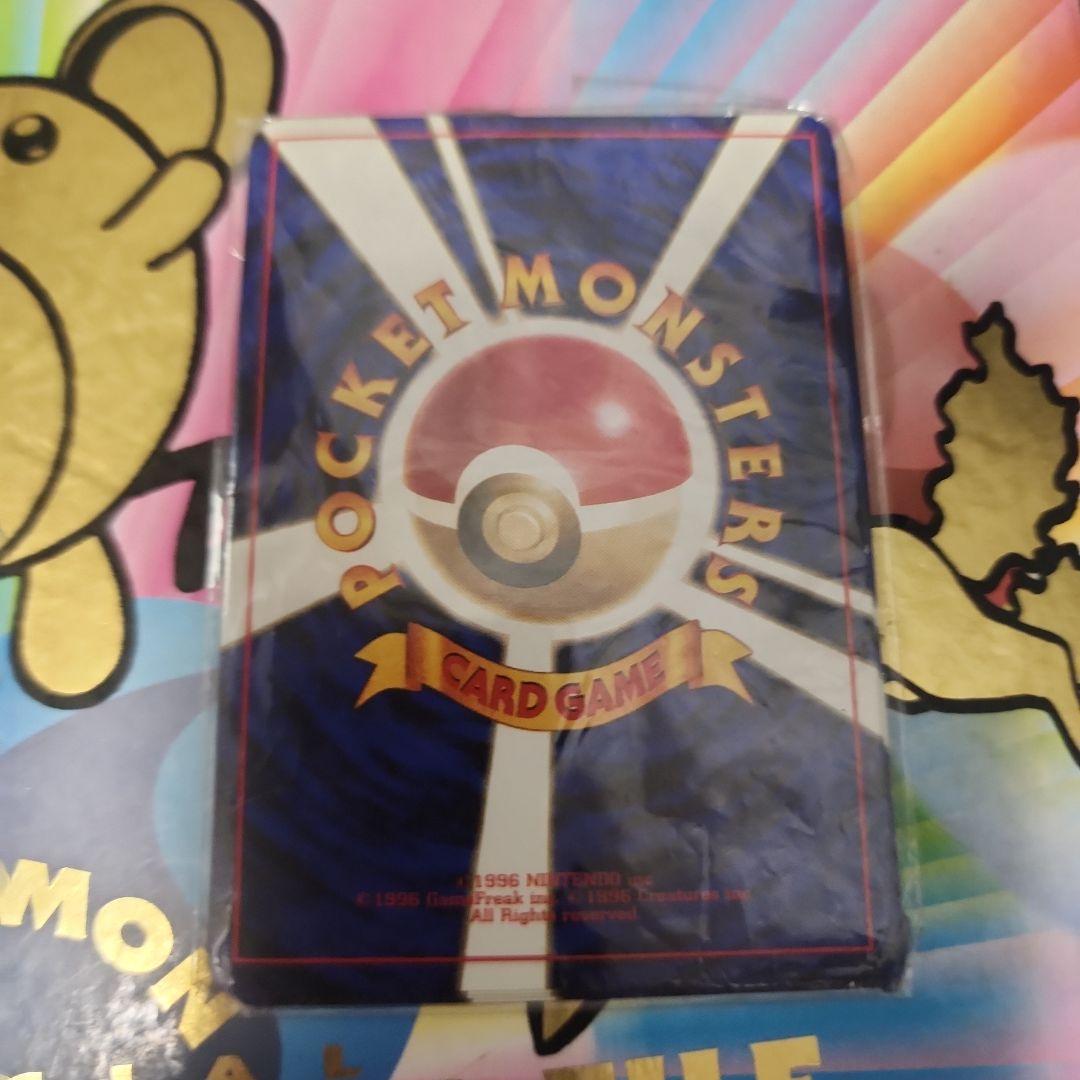 POCKET MONSTERS
CARD GAME
© 1996 NINTENDO inc.
© 1996 GameFreak inc. © 1996 Creatures inc.
All Rights reserved.
MON